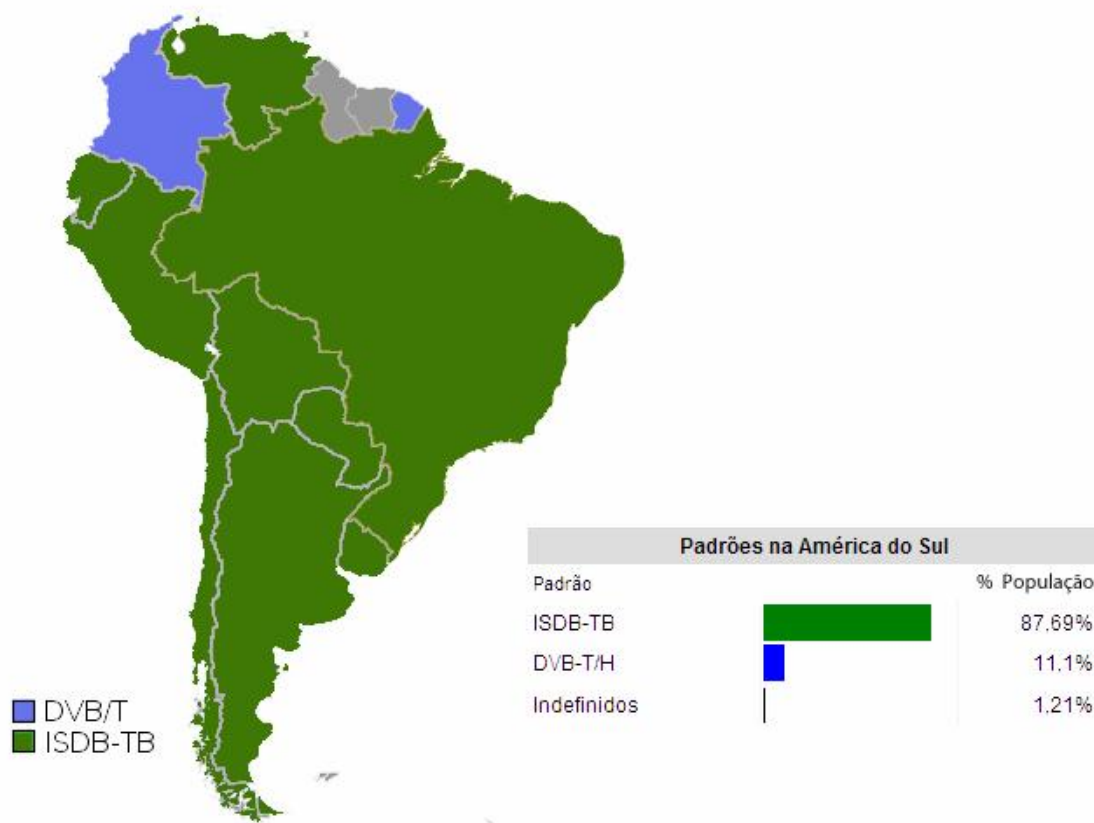 Padrões na América do Sul
Padrão % População
ISDB-TB 87,69%
DVB-T/H 11,1%
Indefinidos 1,21%
DVB/T
ISDB-TB